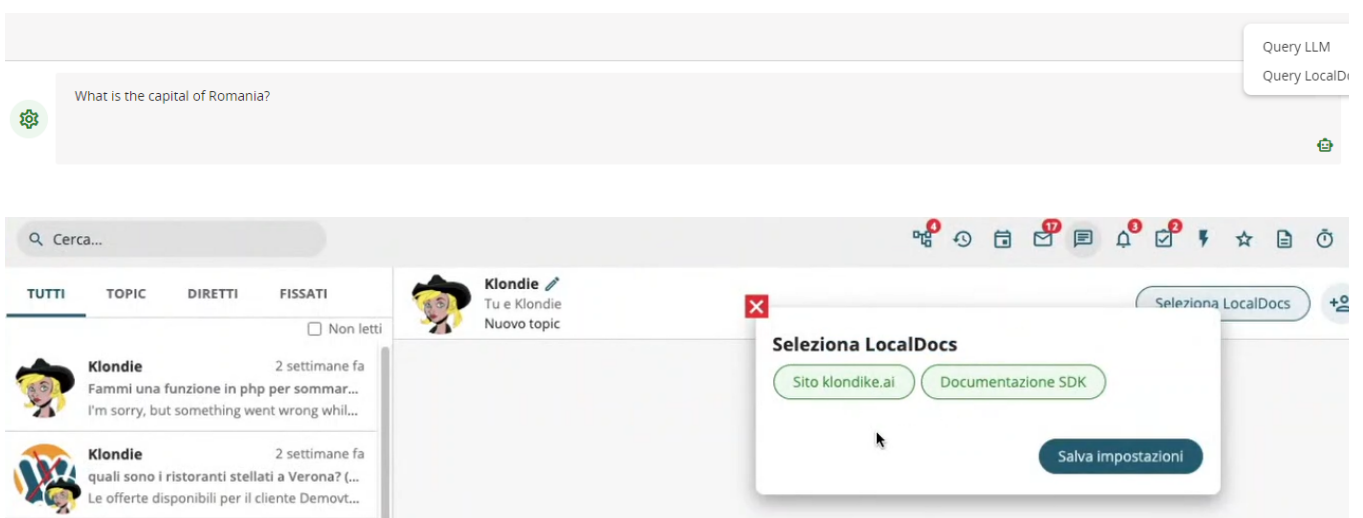 Query LLM
Query LocalDo
What is the capital of Romania?
Cerca...
4
17
3
2
TUTTI
TOPIC
DIRETTI
FISSATI
Non letti
Klondie
2 settimane fa
Fammi una funzione in php per sommar...
I'm sorry, but something went wrong whil...
Klondie
2 settimane fa
quali sono i ristoranti stellati a Verona? (...
Le offerte disponibili per il cliente Demovt...
Klondie
Tu e Klondie
Nuovo topic
Seleziona LocalDocs
Seleziona LocalDocs
Sito klondike.ai
Documentazione SDK
Salva impostazioni